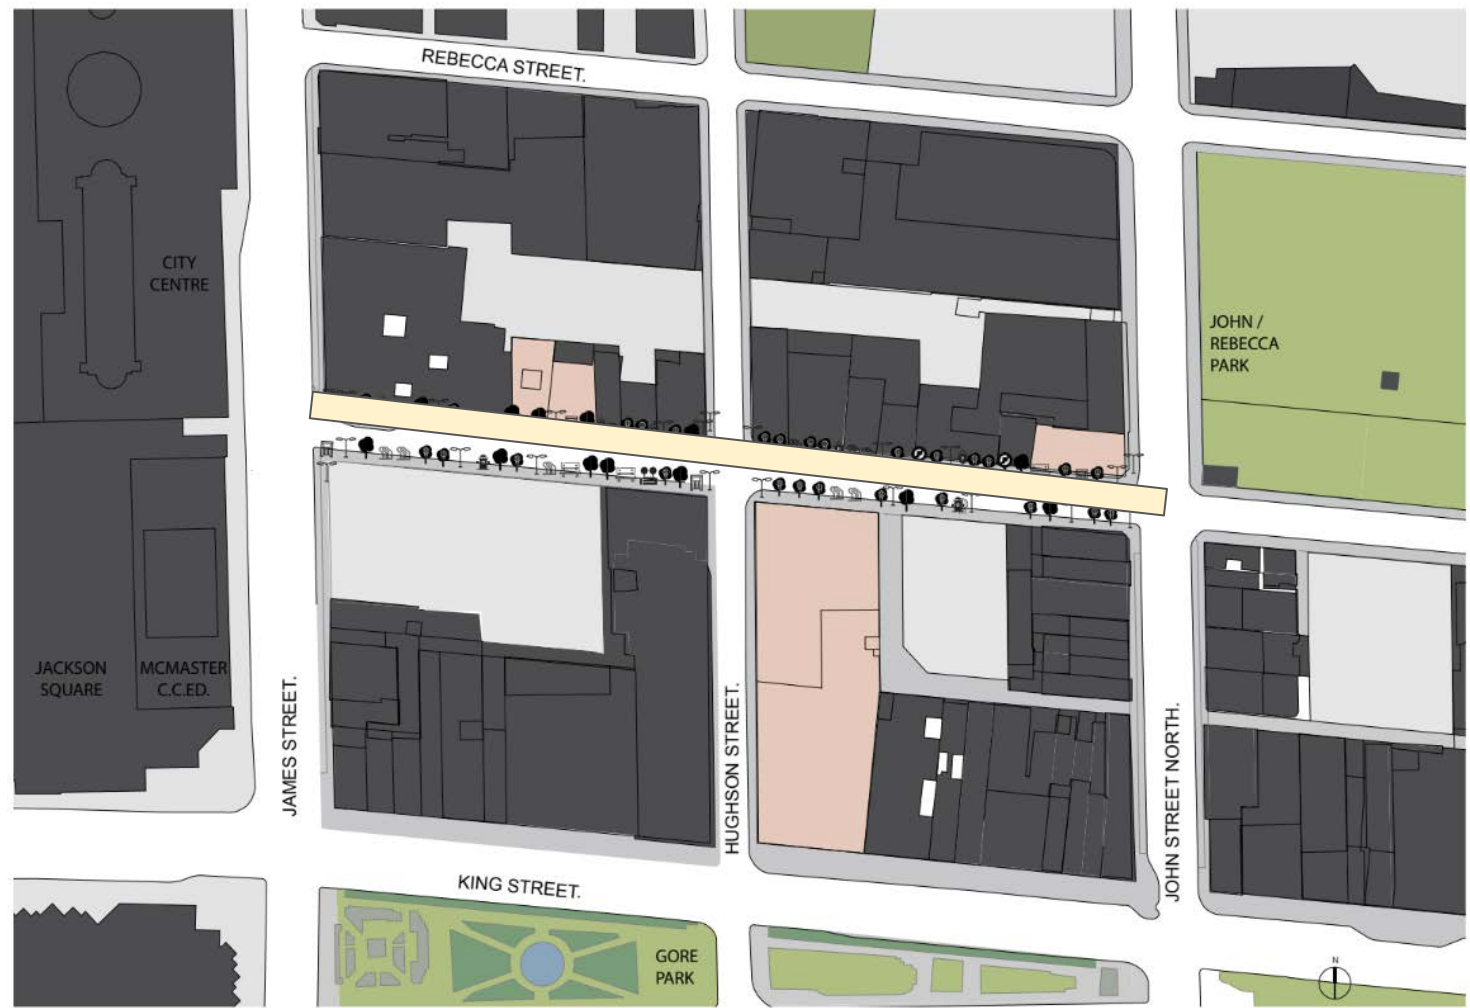 REBECCA STREET.
CITY
CENTRE
JOHN /
REBECCA
PARK
JACKSON
SQUARE
MCMASTER
C.C.ED.
JAMES STREET.
HUGHSON STREET.
JOHN STREET NORTH.
KING STREET.
GORE
PARK
N